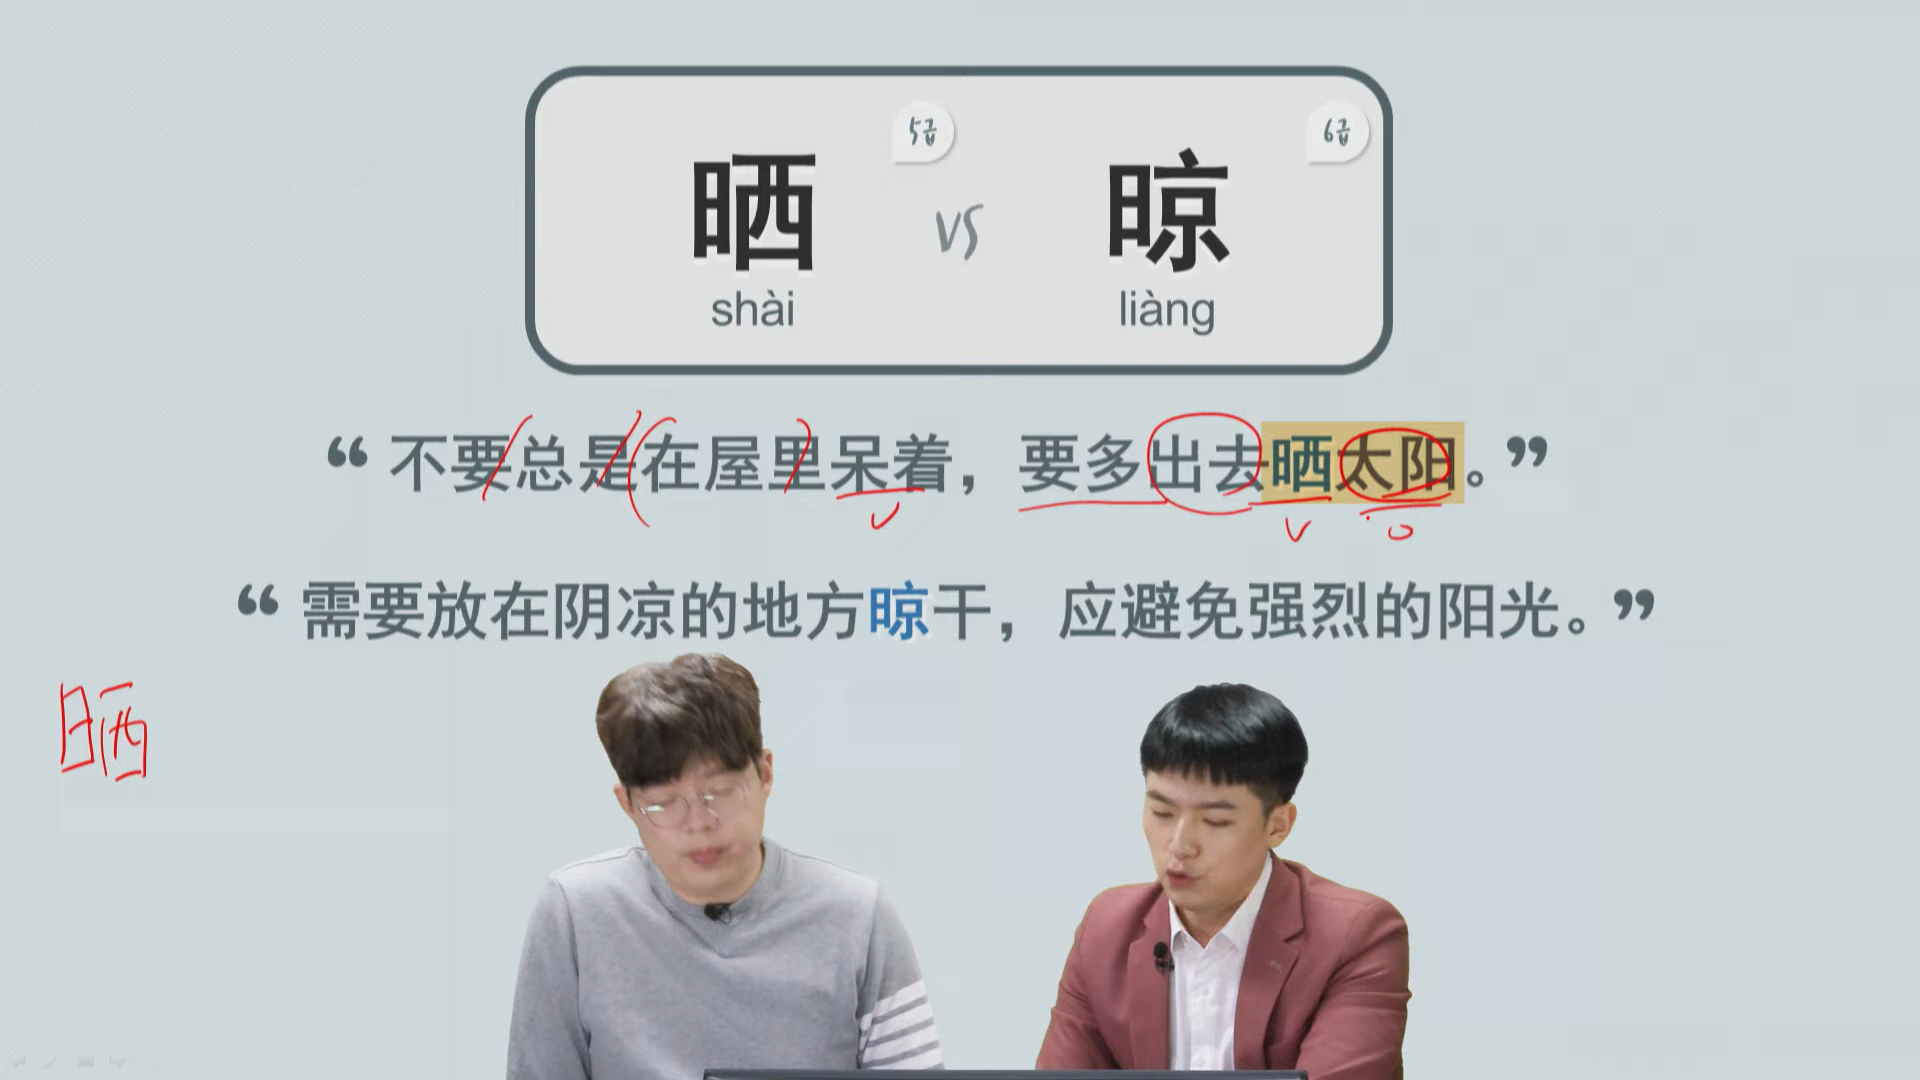 5급
6급
晒 vs 晾
shài liàng
“不要总是在屋里呆着，要多出去晒太阳。”
v v o
“需要放在阴凉的地方晾干，应避免强烈的阳光。”
晒